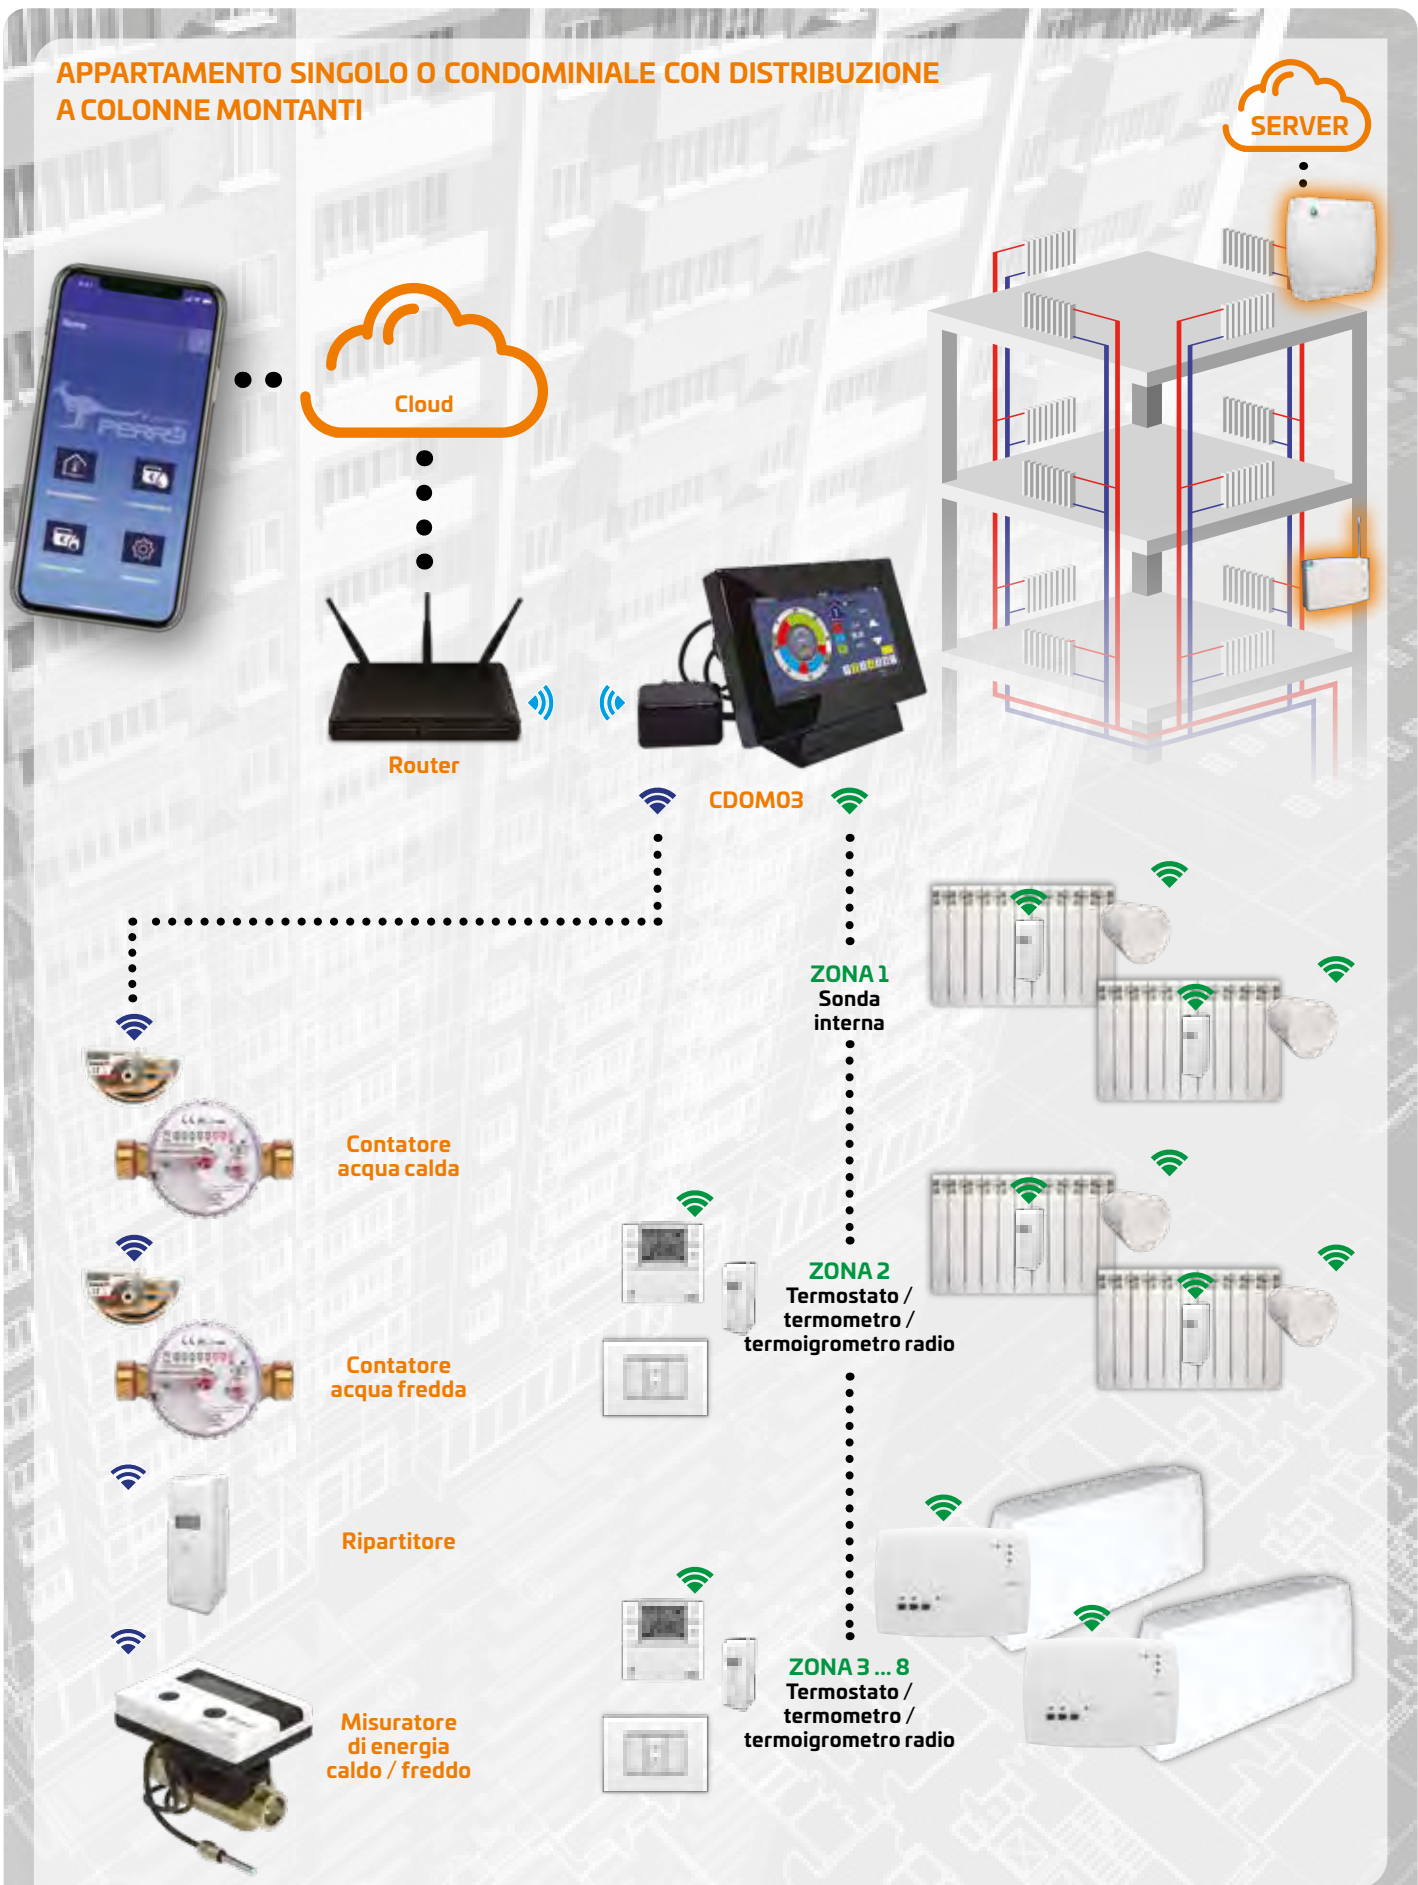 APPARTAMENTO SINGOLO O CONDOMINIALE CON DISTRIBUZIONE
A COLONNE MONTANTI
SERVER
Cloud
PERRY
Router
CDOM03
ZONA 1
Sonda
interna
Contatore
acqua calda
ZONA 2
Termostato /
termometro /
termoigrometro radio
Contatore
acqua fredda
Ripartitore
ZONA 3 ... 8
Termostato /
termometro /
termoigrometro radio
Misuratore
di energia
caldo / freddo